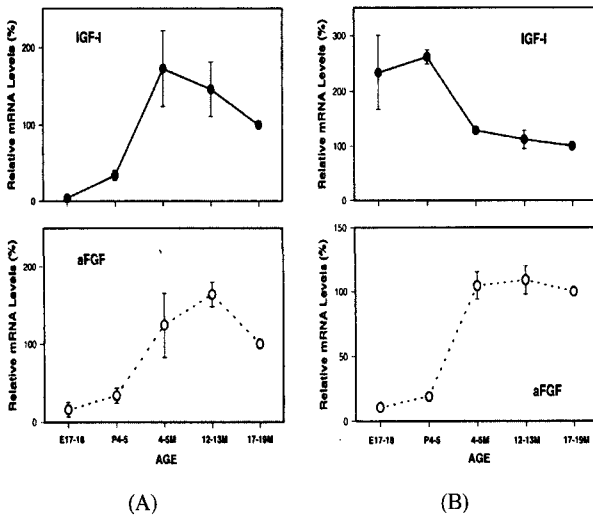 IGF-I
Relative mRNA Levels (%)
200
100
0
aFGF
Relative mRNA Levels (%)
200
100
0
E17-18
P4-5
4-5M
12-13M
17-19M
AGE
(A)
IGF-I
Relative mRNA Levels (%)
300
200
100
0
aFGF
Relative mRNA Levels (%)
150
100
50
0
E17-18
P4-5
4-5M
12-13M
17-19M
AGE
(B)